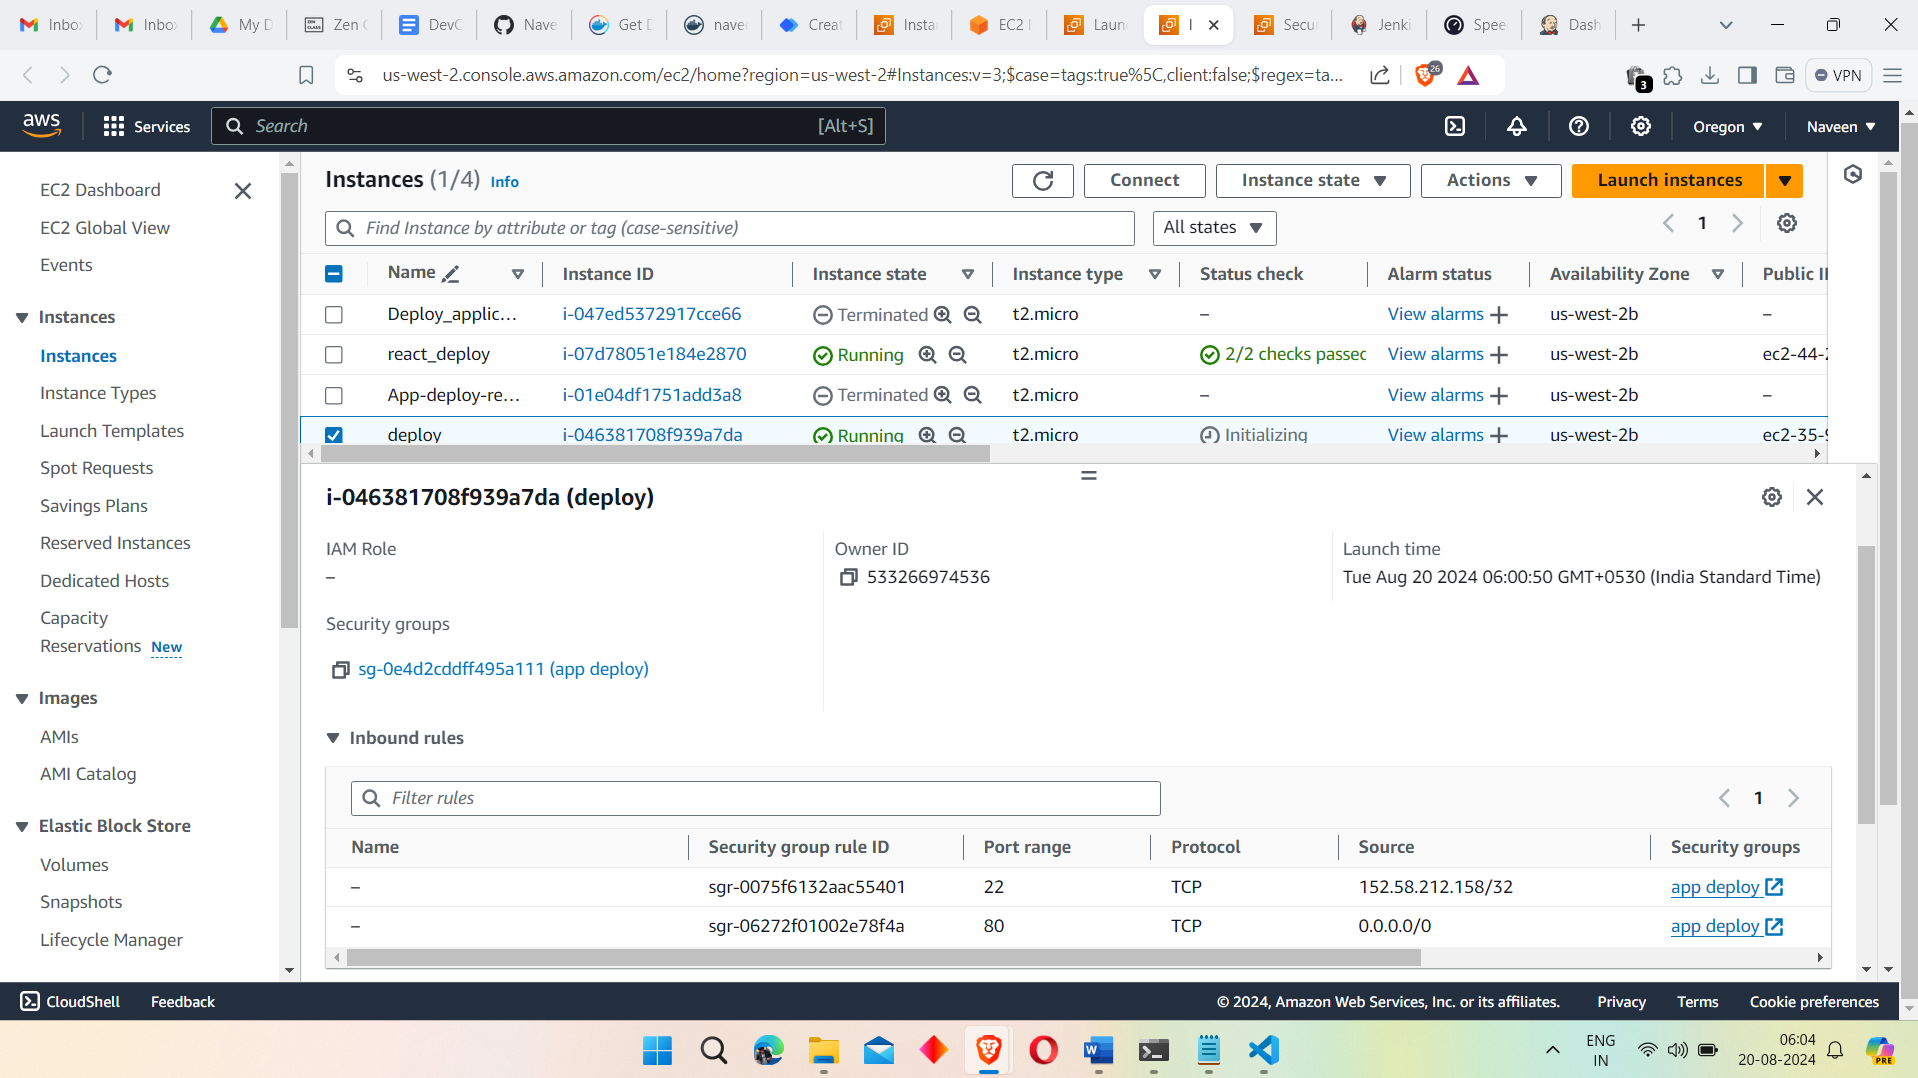 Inbox
Inbox
My D
Zen C
DevO
Nave
Get D
navee
Creat
Instar
EC2 I
Laun
I
Secur
Jenki
Spee
Dash
us-west-2.console.aws.amazon.com/ec2/home?region=us-west-2#Instances:v=3;$case=tags:true%5C,client:false;$regex=ta...
26
3
VPN
aws
Services
Search
[Alt+S]
Oregon
Naveen
EC2 Dashboard
EC2 Global View
Events
Instances
Instances
Instance Types
Launch Templates
Spot Requests
Savings Plans
Reserved Instances
Dedicated Hosts
Capacity
Reservations New
Images
AMIs
AMI Catalog
Elastic Block Store
Volumes
Snapshots
Lifecycle Manager
Instances (1/4) Info
Connect
Instance state
Actions
Launch instances
Find Instance by attribute or tag (case-sensitive)
All states
1
Name Instance ID Instance state Instance type Status check Alarm status Availability Zone Public I
Deploy_applic... i-047ed5372917cce66 Terminated t2.micro – View alarms + us-west-2b –
react_deploy i-07d78051e184e2870 Running t2.micro 2/2 checks passed View alarms + us-west-2b ec2-44-2
App-deploy-re... i-01e04df1751add3a8 Terminated t2.micro – View alarms + us-west-2b –
deploy i-046381708f939a7da Running t2.micro Initializing View alarms + us-west-2b ec2-35-9
i-046381708f939a7da (deploy)
IAM Role
–
Owner ID
533266974536
Launch time
Tue Aug 20 2024 06:00:50 GMT+0530 (India Standard Time)
Security groups
sg-0e4d2cddff495a111 (app deploy)
Inbound rules
Filter rules
1
Name Security group rule ID Port range Protocol Source Security groups
– sgr-0075f6132aac55401 22 TCP 152.58.212.158/32 app deploy
– sgr-06272f01002e78f4a 80 TCP 0.0.0.0/0 app deploy
CloudShell
Feedback
© 2024, Amazon Web Services, Inc. or its affiliates.
Privacy
Terms
Cookie preferences
ENG
IN
06:04
20-08-2024
PRE